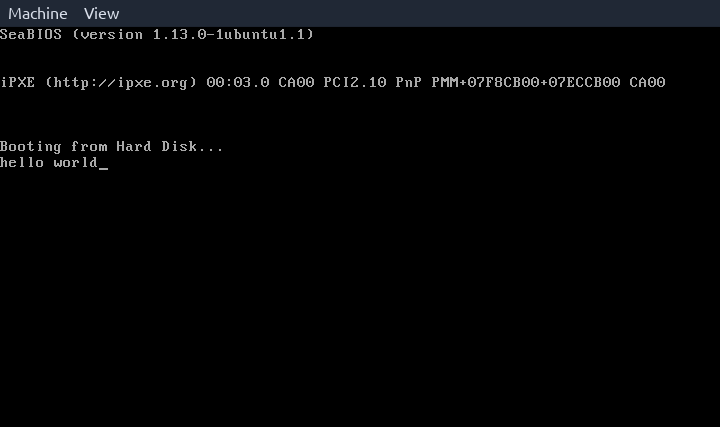 Machine View
SeaBIOS (version 1.13.0-1ubuntu1.1)
iPXE (http://ipxe.org) 00:03.0 CA00 PCI2.10 PnP PMM+07F8CB00+07ECCB00 CA00
Booting from Hard Disk...
hello world_